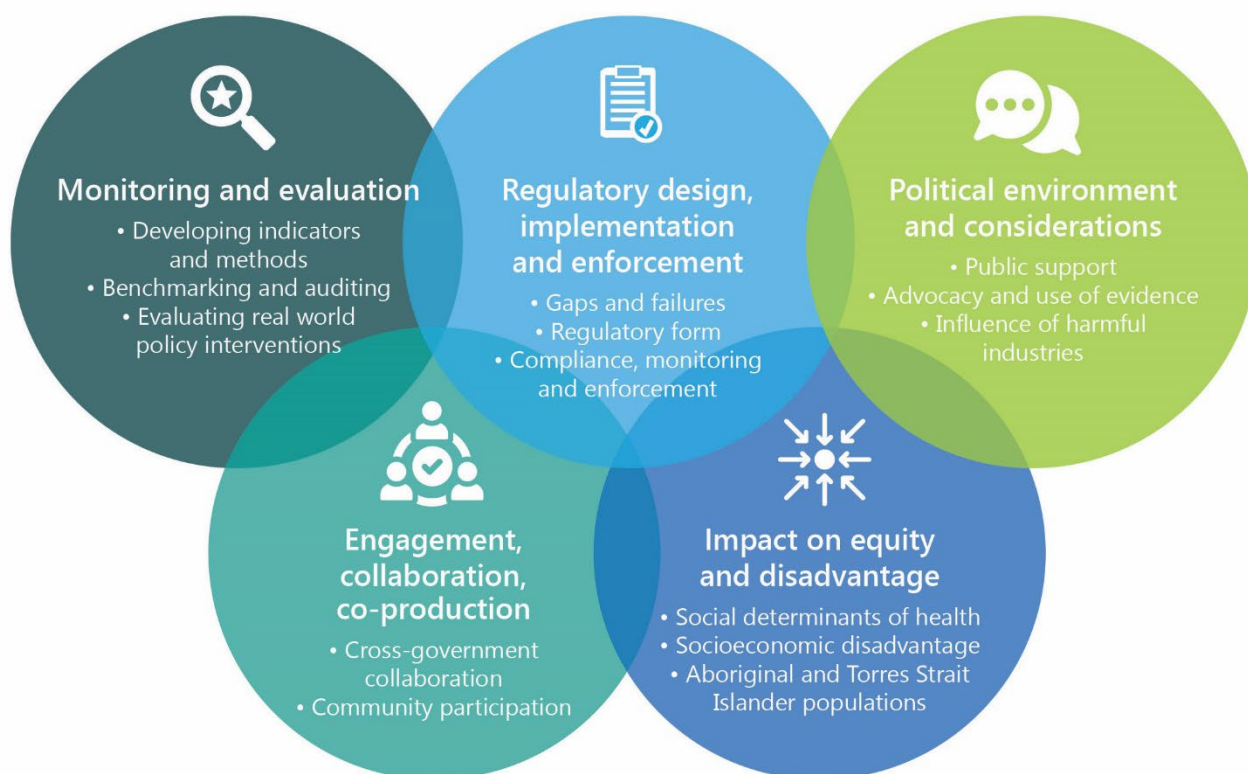 Monitoring and evaluation
• Developing indicators
and methods
• Benchmarking and auditing
• Evaluating real world
policy interventions
Regulatory design,
implementation
and enforcement
• Gaps and failures
• Regulatory form
• Compliance, monitoring
and enforcement
Political environment
and considerations
• Public support
• Advocacy and use of evidence
• Influence of harmful
industries
Engagement,
collaboration,
co-production
• Cross-government
collaboration
• Community participation
Impact on equity
and disadvantage
• Social determinants of health
• Socioeconomic disadvantage
• Aboriginal and Torres Strait
Islander populations